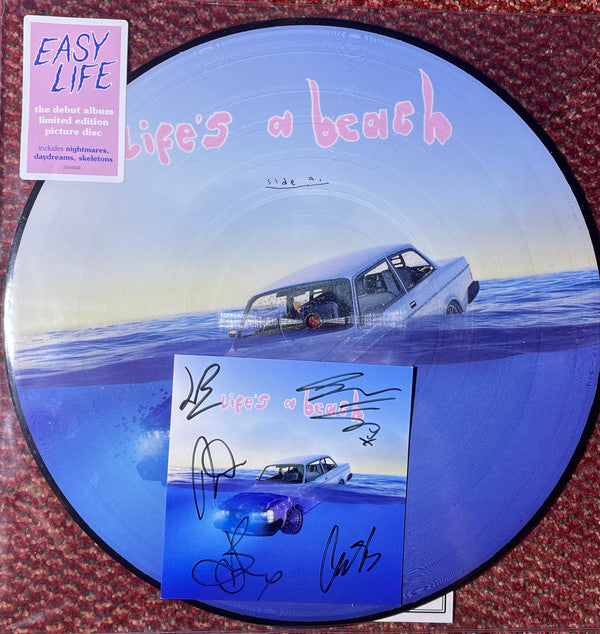 EASY
LIFE
the debut album
limited edition
picture disc
includes nightmares,
daydreams, skeletons
life's a beach
side a.
life's a beach